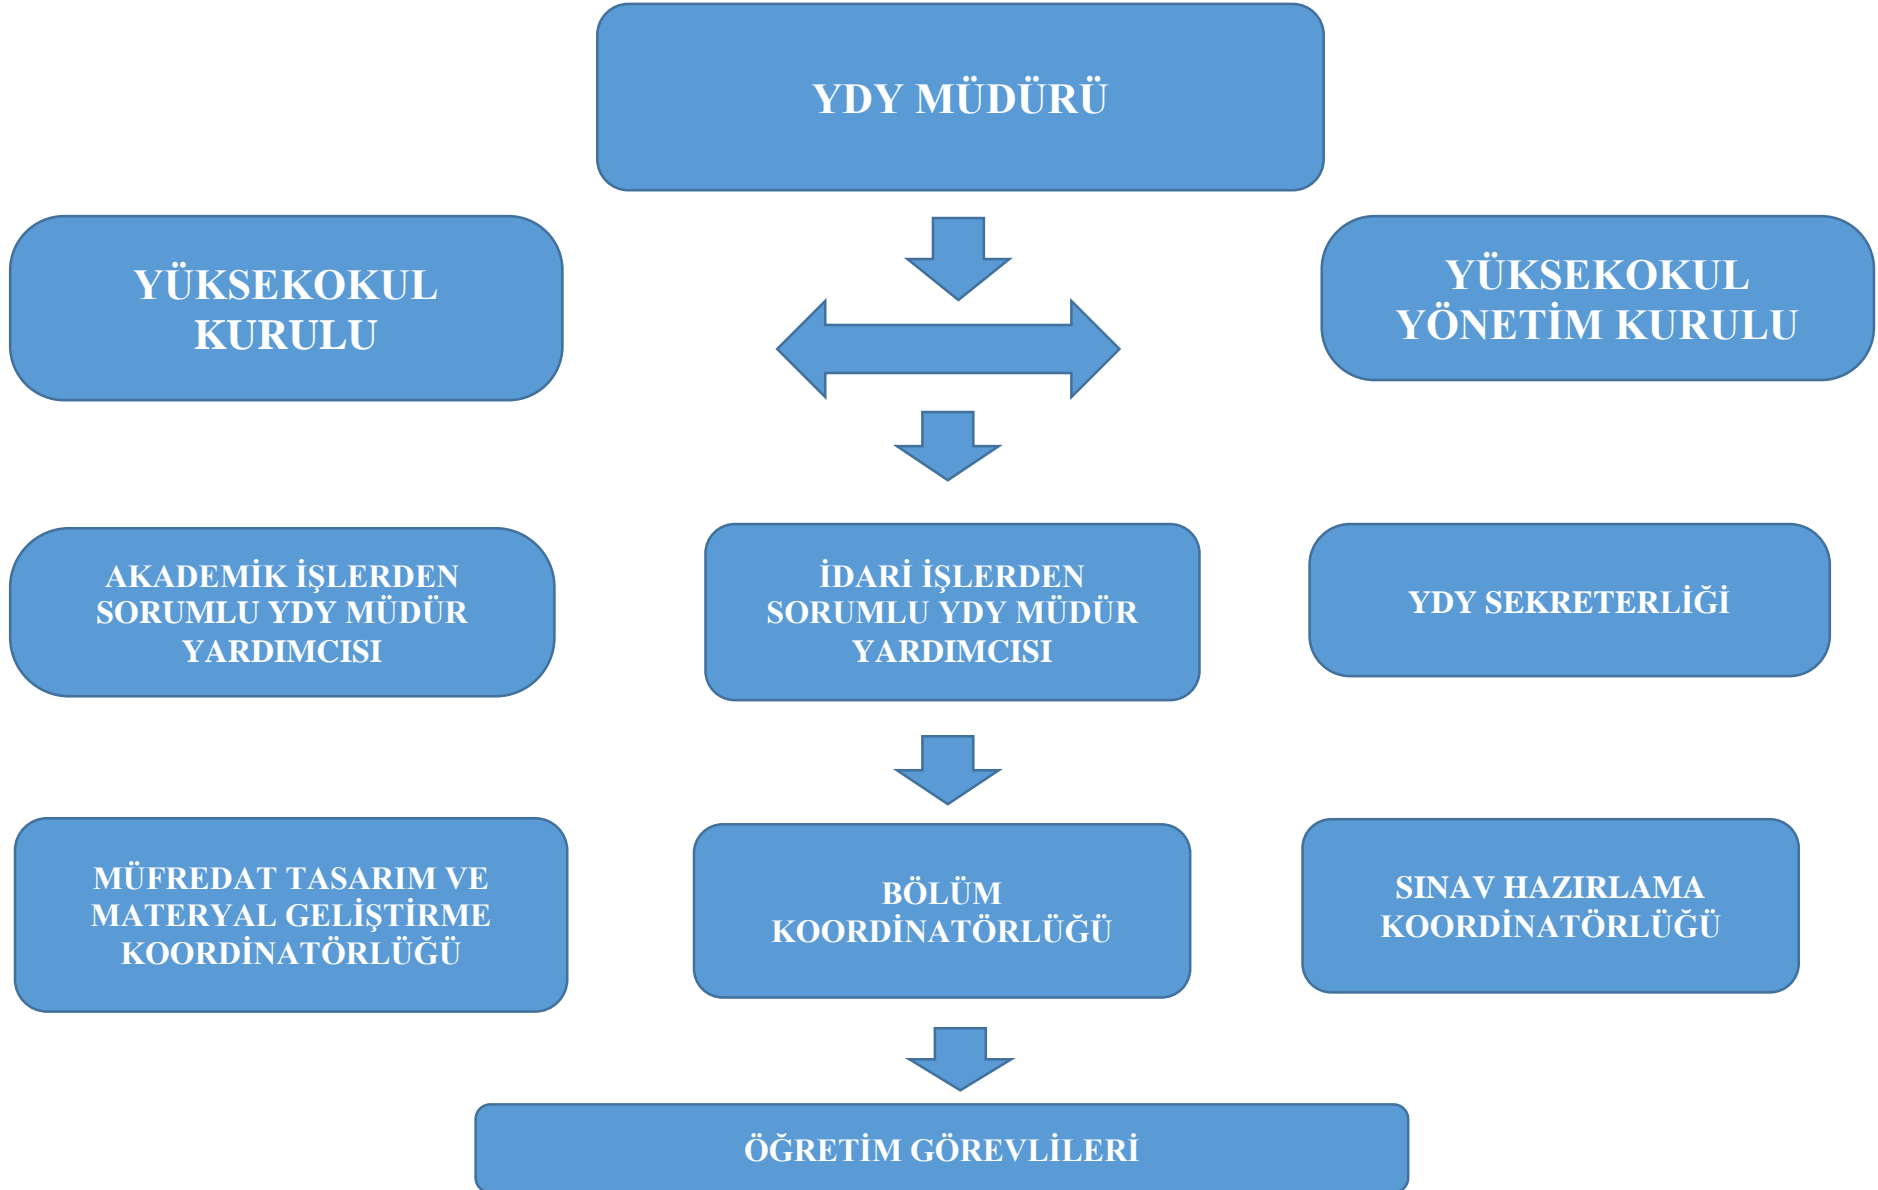 YDY MÜDÜRÜ
YÜKSEKOKUL
KURULU
YÜKSEKOKUL
YÖNETİM KURULU
AKADEMİK İŞLERDEN
SORUMLU YDY MÜDÜR
YARDIMCISI
İDARİ İŞLERDEN
SORUMLU YDY MÜDÜR
YARDIMCISI
YDY SEKRETERLİĞİ
MÜFREDAT TASARIM VE
MATERYAL GELİŞTİRME
KOORDİNATÖRLÜĞÜ
BÖLÜM
KOORDİNATÖRLÜĞÜ
SINAV HAZIRLAMA
KOORDİNATÖRLÜĞÜ
ÖĞRETİM GÖREVLİLERİ